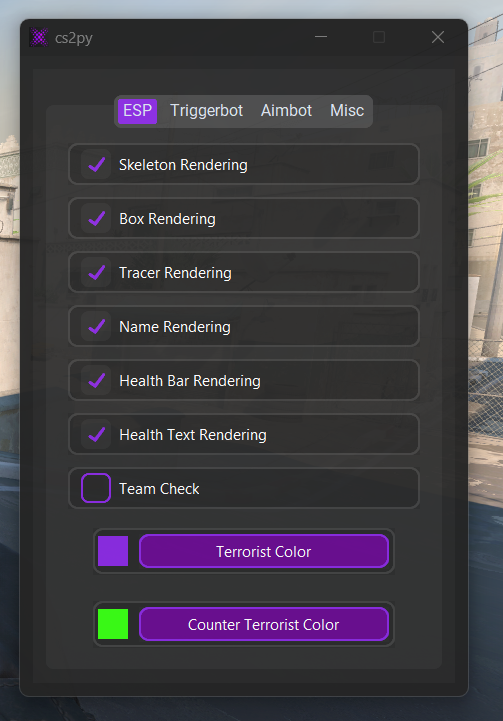 cs2py
ESP Triggerbot Aimbot Misc
Skeleton Rendering
Box Rendering
Tracer Rendering
Name Rendering
Health Bar Rendering
Health Text Rendering
Team Check
Terrorist Color
Counter Terrorist Color